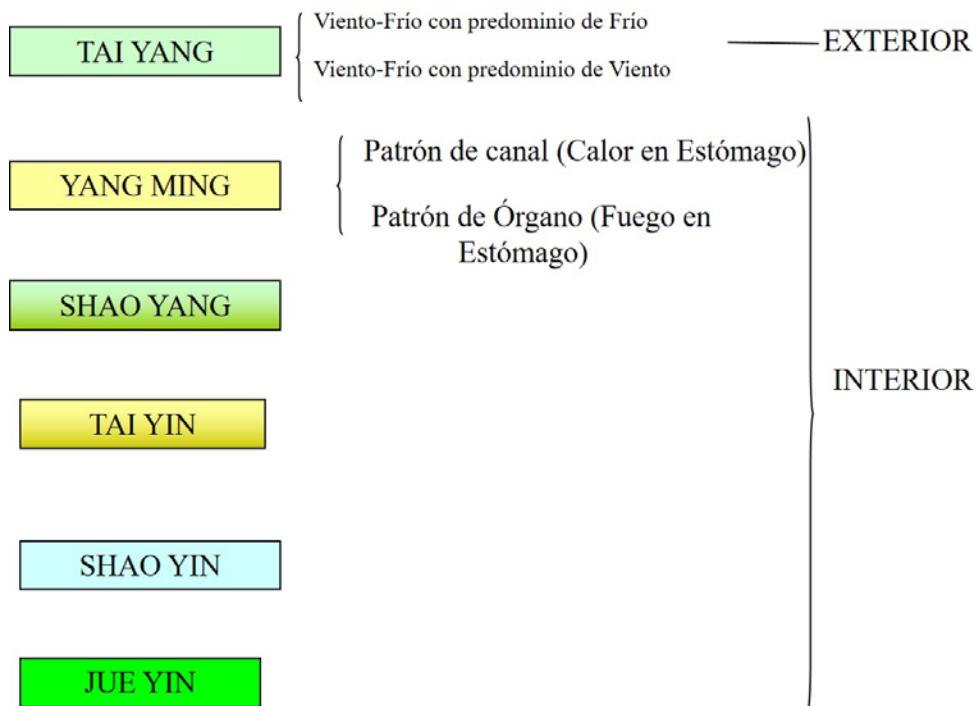 TAI YANG
Viento-Frío con predominio de Frío
Viento-Frío con predominio de Viento
EXTERIOR
YANG MING
Patrón de canal (Calor en Estómago)
Patrón de Órgano (Fuego en
Estómago)
SHAO YANG
INTERIOR
TAI YIN
SHAO YIN
JUE YIN